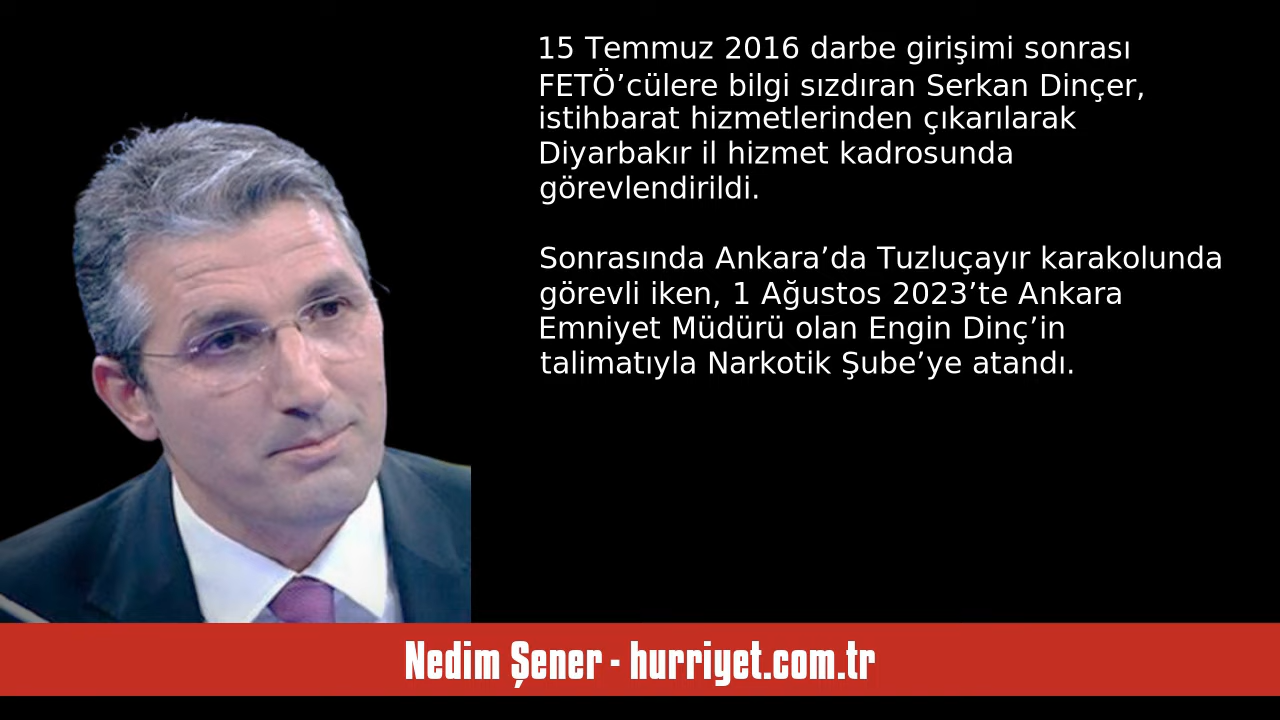 15 Temmuz 2016 darbe girişimi sonrası
FETÖ’cülere bilgi sızdıran Serkan Dinçer,
istihbarat hizmetlerinden çıkarılarak
Diyarbakır il hizmet kadrosunda
görevlendirildi.
Sonrasında Ankara’da Tuzluçayır karakolunda
görevli iken, 1 Ağustos 2023’te Ankara
Emniyet Müdürü olan Engin Dinç’in
talimatıyla Narkotik Şube’ye atandı.
Nedim Şener - hurriyet.com.tr